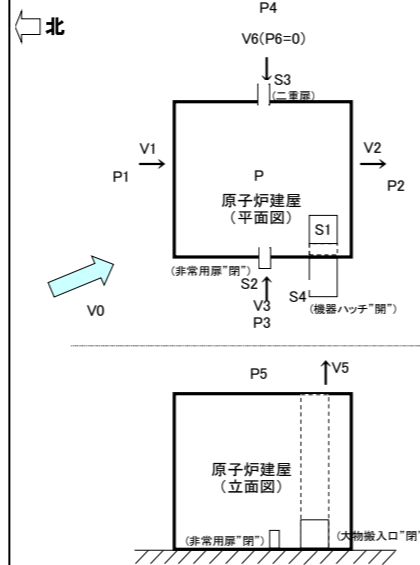 北
P4
V6(P6=0)
S3
(二重扉)
V1
P1
P
V2
P2
原子炉建屋
(平面図)
S1
(非常用扉"閉")
S2
V3
P3
S4
(機器ハッチ"開")
V0
P5
V5
原子炉建屋
(立面図)
(非常用扉"閉")
(大物搬入口"閉"